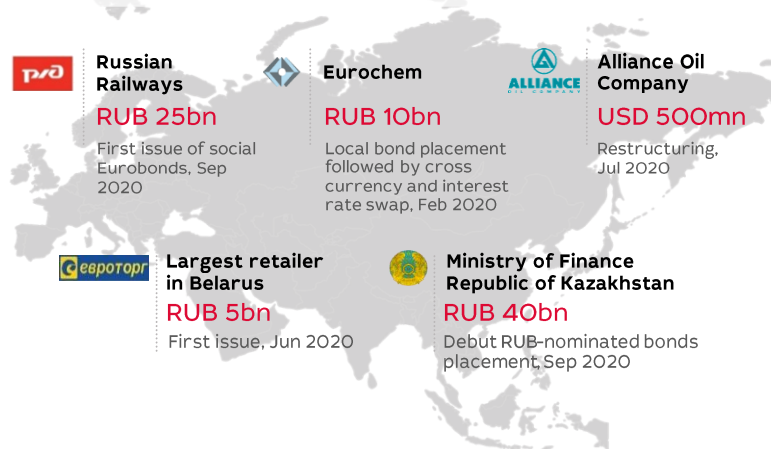 Russian
Railways
RUB 25bn
First issue of social
Eurobonds, Sep
2020
Eurochem
RUB 10bn
Local bond placement
followed by cross
currency and interest
rate swap, Feb 2020
ALLIANCE
OIL COMPANY
Alliance Oil
Company
USD 500mn
Restructuring,
Jul 2020
евроторг
Largest retailer
in Belarus
RUB 5bn
First issue, Jun 2020
Ministry of Finance
Republic of Kazakhstan
RUB 40bn
Debut RUB-nominated bonds
placement, Sep 2020